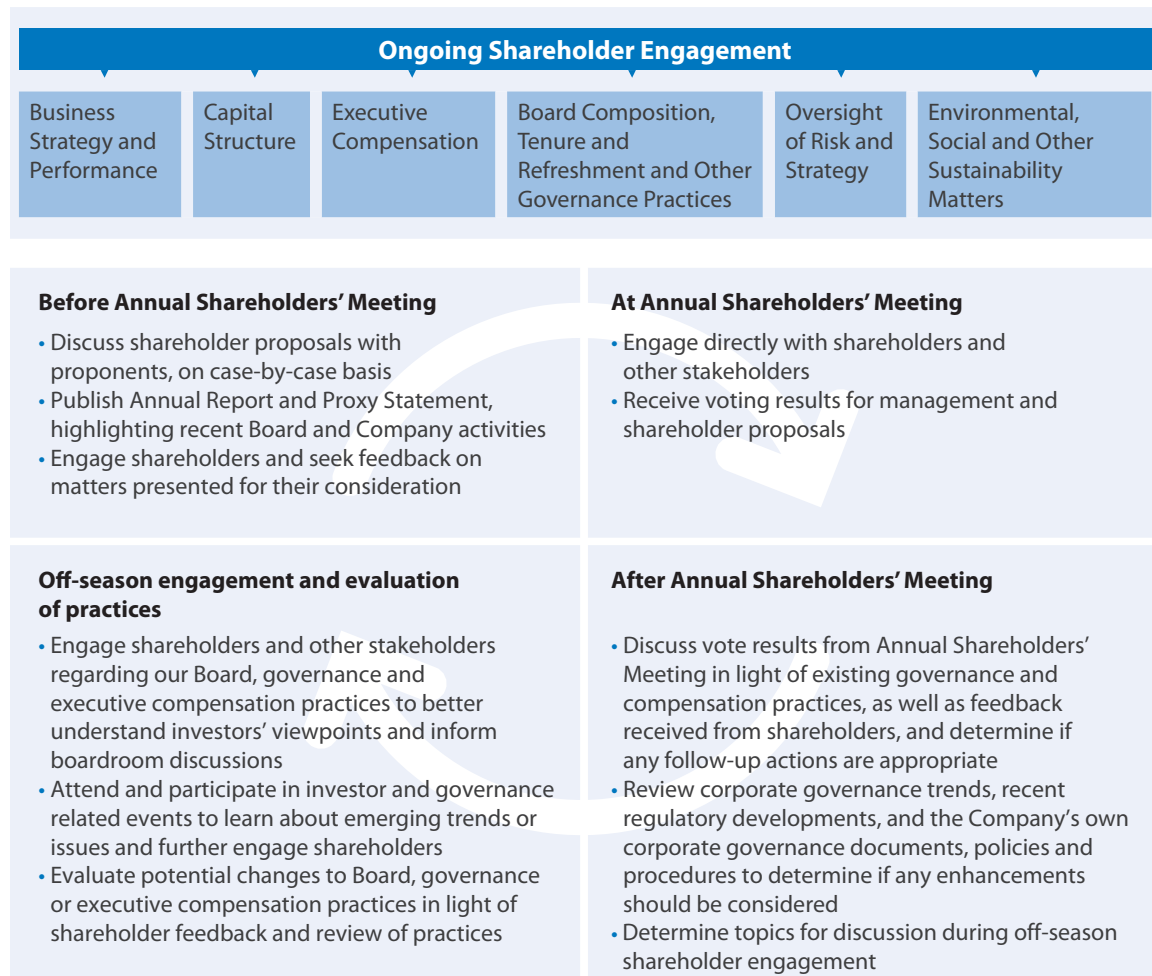 Ongoing Shareholder Engagement
Business
Strategy and
Performance
Capital
Structure
Executive
Compensation
Board Composition,
Tenure and
Refreshment and Other
Governance Practices
Oversight
of Risk and
Strategy
Environmental,
Social and Other
Sustainability
Matters
Before Annual Shareholders’ Meeting
• Discuss shareholder proposals with
proponents, on case-by-case basis
• Publish Annual Report and Proxy Statement,
highlighting recent Board and Company activities
• Engage shareholders and seek feedback on
matters presented for their consideration
At Annual Shareholders’ Meeting
• Engage directly with shareholders and
other stakeholders
• Receive voting results for management and
shareholder proposals
Off-season engagement and evaluation
of practices
• Engage shareholders and other stakeholders
regarding our Board, governance and
executive compensation practices to better
understand investors’ viewpoints and inform
boardroom discussions
• Attend and participate in investor and governance
related events to learn about emerging trends or
issues and further engage shareholders
• Evaluate potential changes to Board, governance
or executive compensation practices in light of
shareholder feedback and review of practices
After Annual Shareholders’ Meeting
• Discuss vote results from Annual Shareholders’
Meeting in light of existing governance and
compensation practices, as well as feedback
received from shareholders, and determine if
any follow-up actions are appropriate
• Review corporate governance trends, recent
regulatory developments, and the Company’s own
corporate governance documents, policies and
procedures to determine if any enhancements
should be considered
• Determine topics for discussion during off-season
shareholder engagement